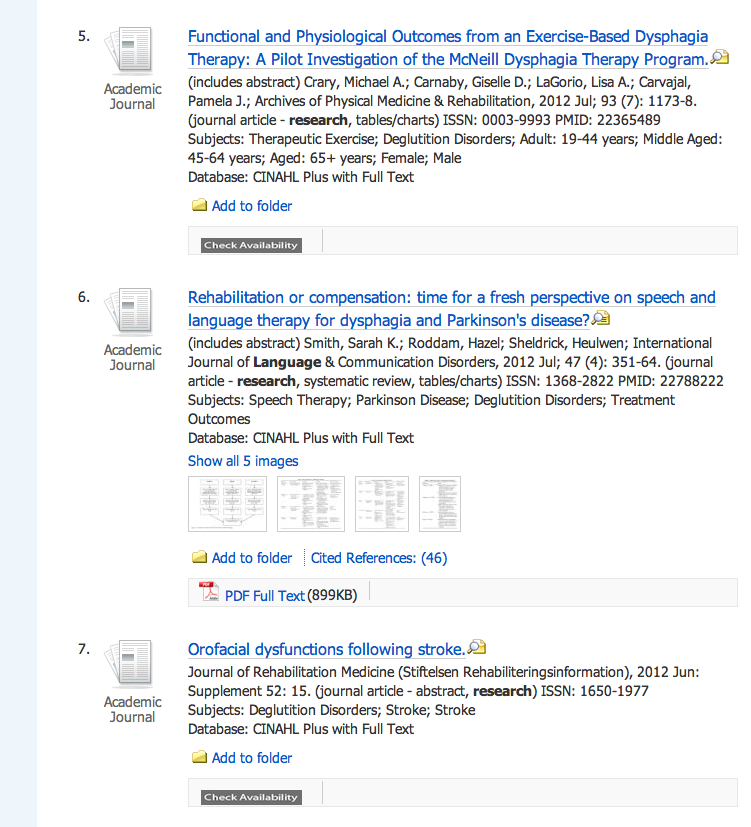 5.
Functional and Physiological Outcomes from an Exercise-Based Dysphagia
Therapy: A Pilot Investigation of the McNeill Dysphagia Therapy Program.
Academic
Journal
(includes abstract) Crary, Michael A.; Carnaby, Giselle D.; LaGorio, Lisa A.; Carvajal,
Pamela J.; Archives of Physical Medicine & Rehabilitation, 2012 Jul; 93 (7): 1173-8.
(journal article - research, tables/charts) ISSN: 0003-9993 PMID: 22365489
Subjects: Therapeutic Exercise; Deglutition Disorders; Adult: 19-44 years; Middle Aged:
45-64 years; Aged: 65+ years; Female; Male
Database: CINAHL Plus with Full Text
Add to folder
Check Availability
6.
Rehabilitation or compensation: time for a fresh perspective on speech and
language therapy for dysphagia and Parkinson's disease?
Academic
Journal
(includes abstract) Smith, Sarah K.; Roddam, Hazel; Sheldrick, Heulwen; International
Journal of Language & Communication Disorders, 2012 Jul; 47 (4): 351-64. (journal
article - research, systematic review, tables/charts) ISSN: 1368-2822 PMID: 22788222
Subjects: Speech Therapy; Parkinson Disease; Deglutition Disorders; Treatment
Outcomes
Database: CINAHL Plus with Full Text
Show all 5 images
Add to folder Cited References: (46)
PDF Full Text (899KB)
7.
Orofacial dysfunctions following stroke.
Academic
Journal
Journal of Rehabilitation Medicine (Stiftelsen Rehabiliteringsinformation), 2012 Jun:
Supplement 52: 15. (journal article - abstract, research) ISSN: 1650-1977
Subjects: Deglutition Disorders; Stroke; Stroke
Database: CINAHL Plus with Full Text
Add to folder
Check Availability